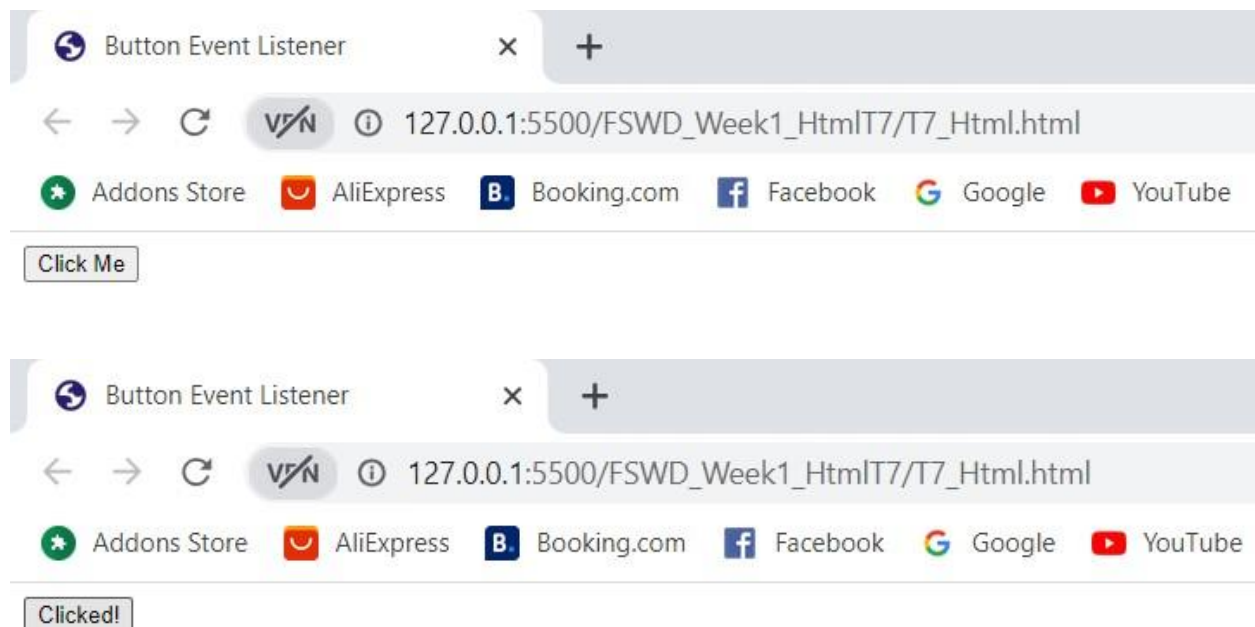 Button Event Listener
VPN 127.0.0.1:5500/FSWD_Week1_HtmlT7/T7_Html.html
Addons Store AliExpress B. Booking.com f Facebook G Google YouTube
Click Me
Button Event Listener
VPN 127.0.0.1:5500/FSWD_Week1_HtmlT7/T7_Html.html
Addons Store AliExpress B. Booking.com f Facebook G Google YouTube
Clicked!